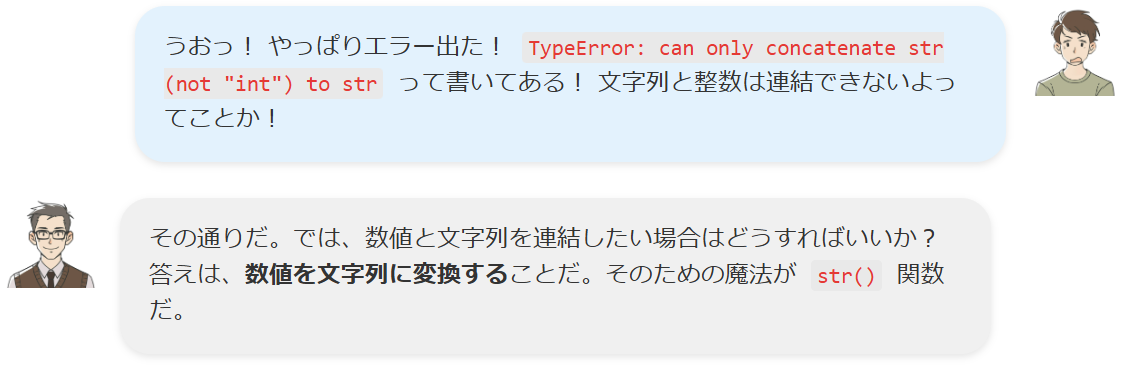 うおっ！ やっぱりエラー出た！ TypeError: can only concatenate str
(not "int") to str って書いてある！ 文字列と整数は連結できないよっ
てことか！
その通りだ。では、数値と文字列を連結したい場合はどうすればいいか？
答えは、数値を文字列に変換することだ。そのための魔法が str() 関数
だ。